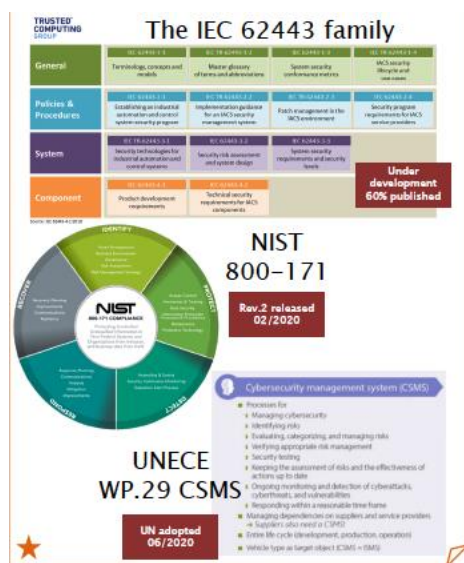 TRUSTED
COMPUTING
GROUP
The IEC 62443 family
General
IEC 62443-1-1
Terminology, concepts and
models
Master glossary
of terms and abbreviations
System security
conformance metrics
IACS security
lifecycle and
use-cases
Policies &
Procedures
Establishing an industrial
automation and control
system security program
Implementation guidance
for an IACS security
management system
Patch management in the
IACS environment
Security program
requirements for IACS
service providers
System
Security technologies for
industrial automation and
control systems
Security risk assessment
and system design
System security
requirements and security
levels
Component
Product development
requirements
Technical security
requirements for IACS
components
Under
development
60% published
IDENTIFY
PROTECT
DETECT
RESPOND
RECOVER
NIST
800-171 COMPLIANCE
NIST
800-171
Rev.2 released
02/2020
UNECE
WP.29 CSMS
UN adopted
06/2020
Cybersecurity management system (CSMS)
Processes for
Managing cybersecurity
Identifying risks
Evaluating, categorizing, and managing risks
Verifying appropriate risk management
Security testing
Keeping the assessment of risks and the effectiveness of
actions up to date
Ongoing monitoring and detection of cyberattacks,
cyberthreats, and vulnerabilities
Responding within a reasonable time frame
Managing dependencies on suppliers and service providers
→ Suppliers also need a CSMS!
Entire life cycle (development, production, operation)
Vehicle type as target object (CSMS ≠ ISMS)